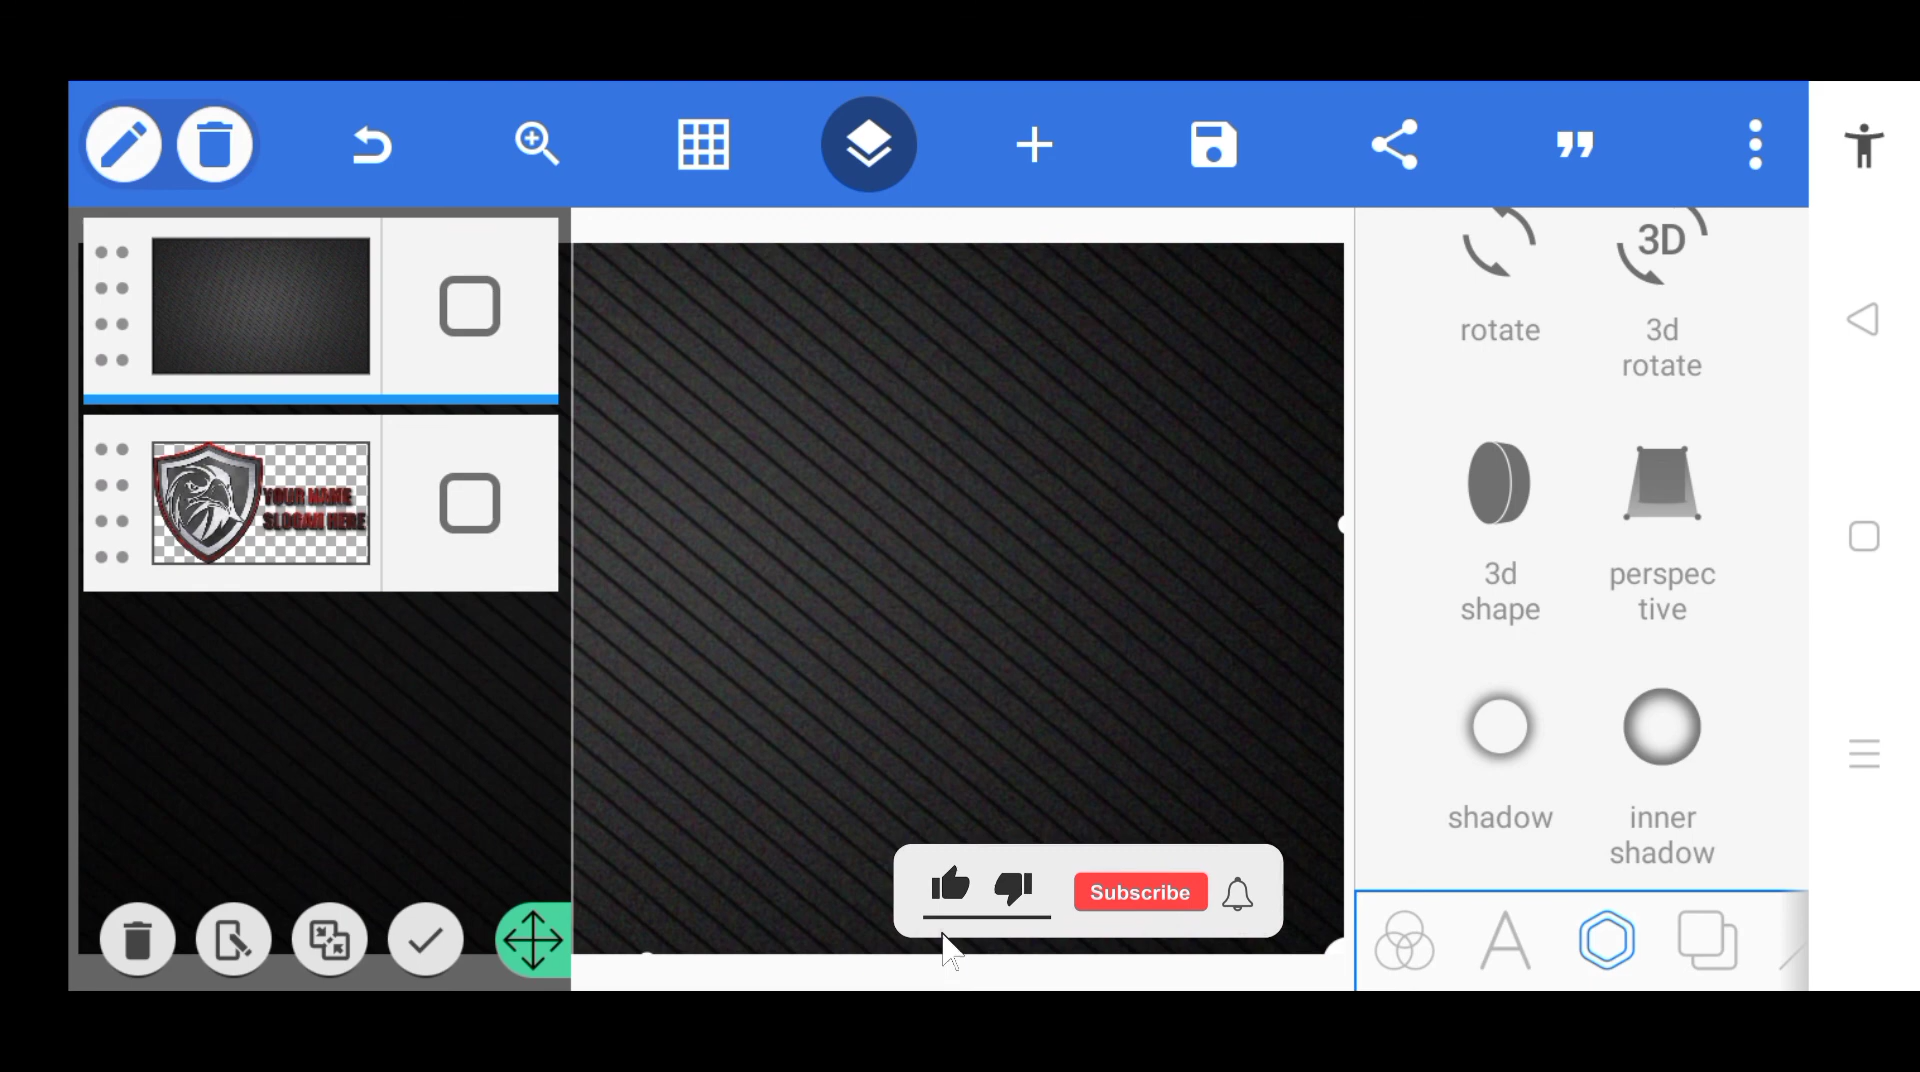 3D
rotate
3d
rotate
YOUR NAME
SLOGAN HERE
3d
shape
perspec
tive
shadow
inner
shadow
Subscribe